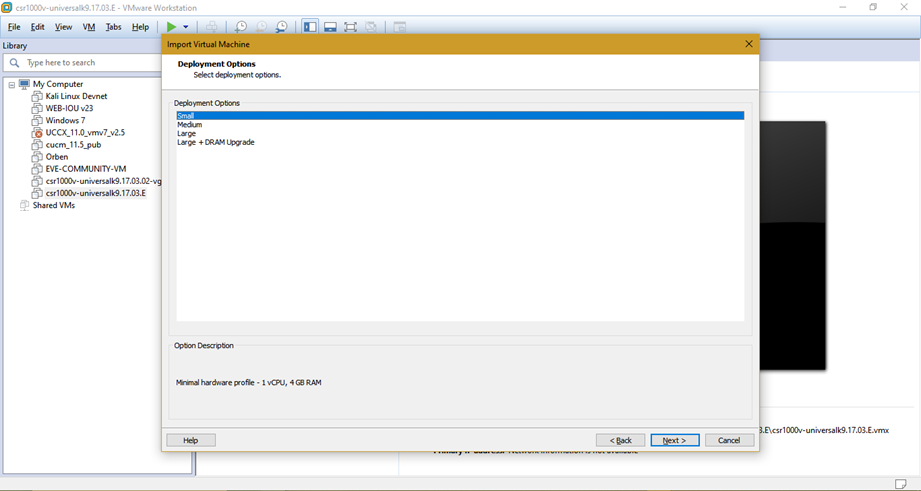 csr1000v-universalk9.17.03.E - VMware Workstation
File Edit View VM Tabs Help
Library
Type here to search
My Computer
Kali Linux Devnet
WEB-IOU v23
Windows 7
UCCX_11.0_vmv7_v2.5
cucm_11.5_pub
Orben
EVE-COMMUNITY-VM
csr1000v-universalk9.17.03.02-vg
csr1000v-universalk9.17.03.E
Shared VMs
Import Virtual Machine
Deployment Options
Select deployment options.
Deployment Options
Small
Medium
Large
Large + DRAM Upgrade
Option Description
Minimal hardware profile - 1 vCPU, 4 GB RAM
Help < Back Next > Cancel
3.E\csr1000v-universalk9.17.03.E.vmx
Network information is not available